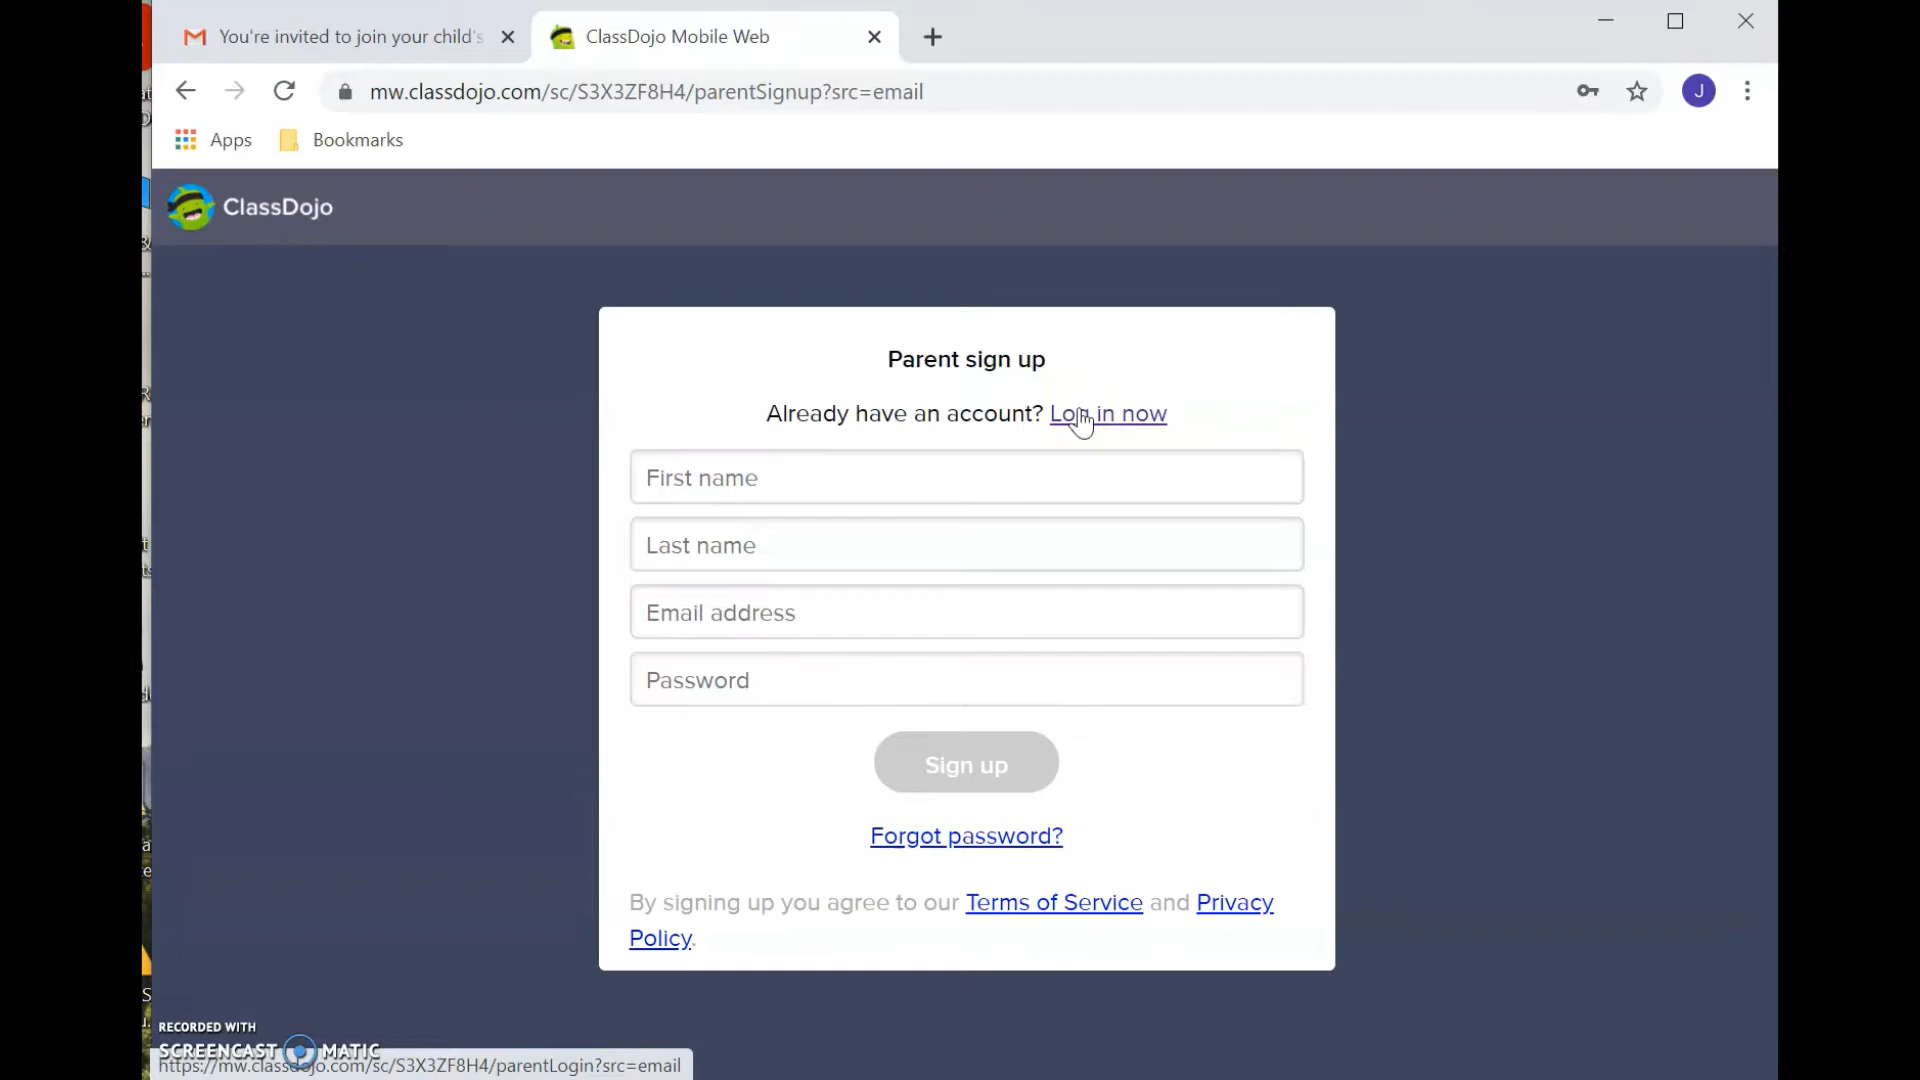 You're invited to join your child's
ClassDojo Mobile Web
mw.classdojo.com/sc/S3X3ZF8H4/parentSignup?src=email
J
Apps
Bookmarks
ClassDojo
Parent sign up
Already have an account? Log in now
First name
Last name
Email address
Password
Sign up
Forgot password?
By signing up you agree to our Terms of Service and Privacy
Policy.
RECORDED WITH
SCREENCAST MATIC
https://mw.classdojo.com/sc/S3X3ZF8H4/parentLogin?src=email